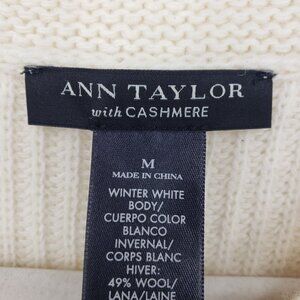 ANN TAYLOR
with CASHMERE
M
MADE IN CHINA
WINTER WHITE
BODY/
CUERPO COLOR
BLANCO
INVERNAL/
CORPS BLANC
HIVER:
49% WOOL/
LANA/LAINE